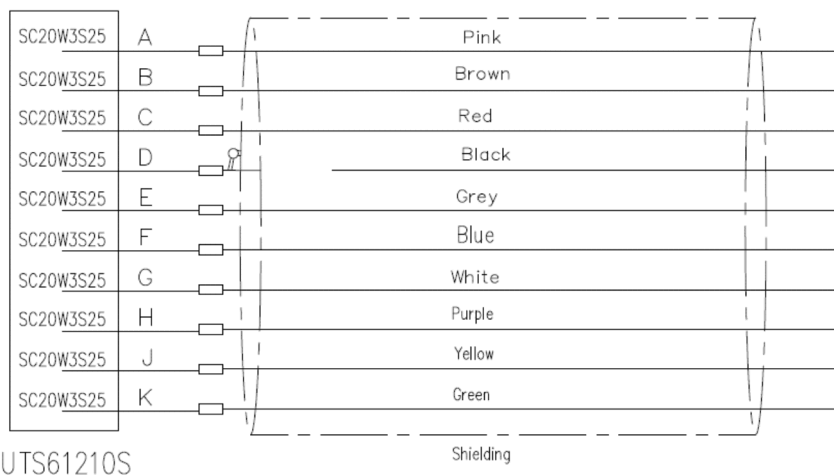 SC20W3S25 A Pink
SC20W3S25 B Brown
SC20W3S25 C Red
SC20W3S25 D Black
SC20W3S25 E Grey
SC20W3S25 F Blue
SC20W3S25 G White
SC20W3S25 H Purple
SC20W3S25 J Yellow
SC20W3S25 K Green
UTS61210S Shielding